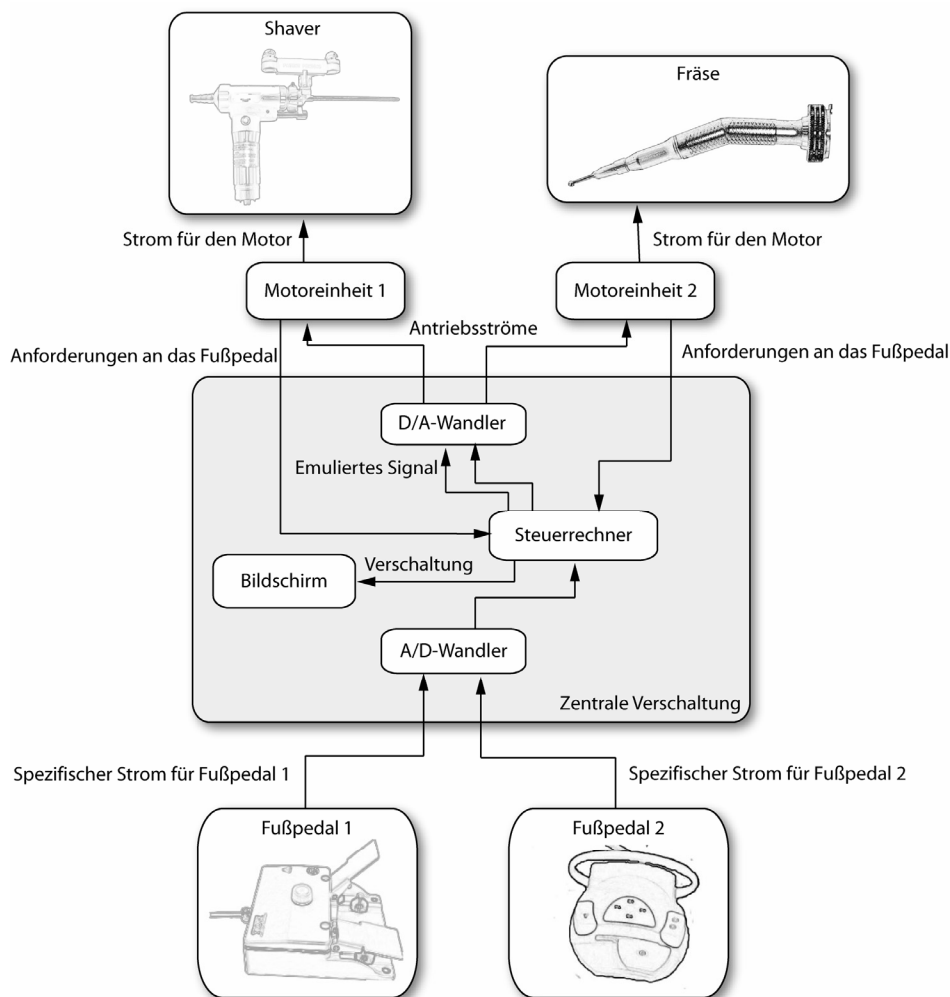 Shaver
Fräse
Strom für den Motor
Strom für den Motor
Motoreinheit 1
Motoreinheit 2
Antriebsströme
Anforderungen an das Fußpedal
Anforderungen an das Fußpedal
D/A-Wandler
Emuliertes Signal
Steuerrechner
Verschaltung
Bildschirm
A/D-Wandler
Zentrale Verschaltung
Spezifischer Strom für Fußpedal 1
Spezifischer Strom für Fußpedal 2
Fußpedal 1
Fußpedal 2